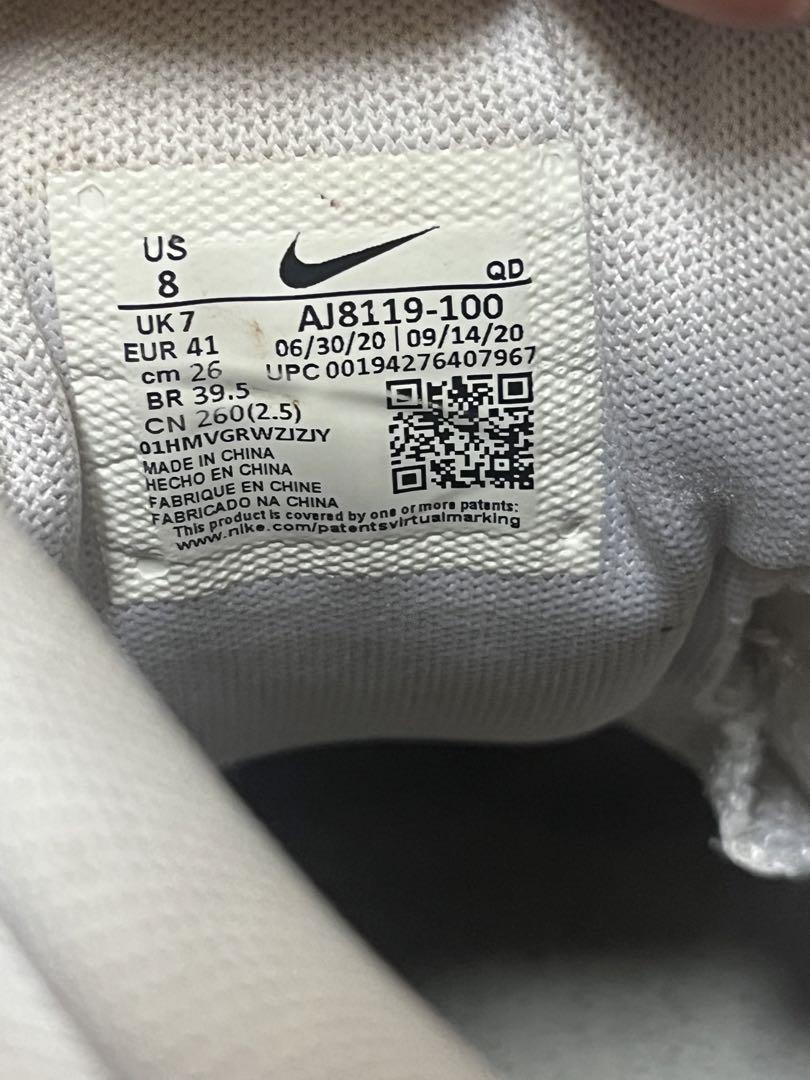 US
8
QD
UK 7
AJ8119-100
EUR 41
06/30/20 | 09/14/20
cm 26
UPC 00194276407967
BR 39.5
CN 260(2.5)
01HMVGRWZIZJY
MADE IN CHINA
HECHO EN CHINA
FABRIQUE EN CHINE
FABRICADO NA CHINA
This product is covered by one or more patents:
www.nike.com/patentsvirtualmarking